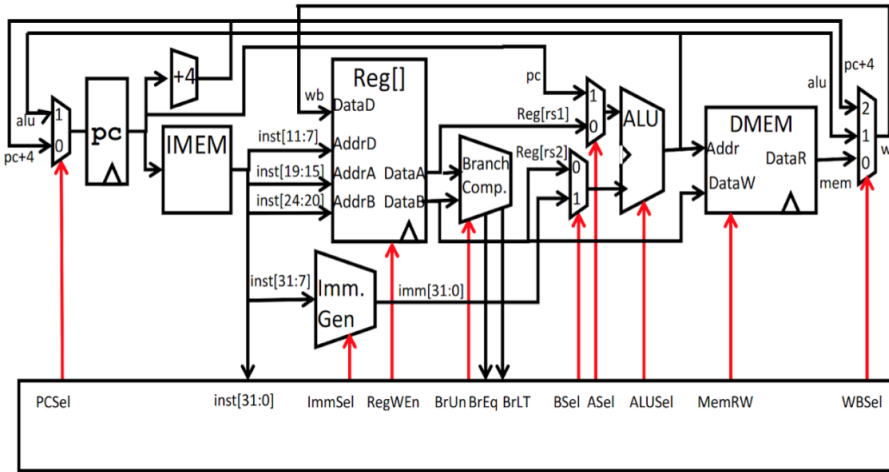 +4
Reg[]
pc
pc+4
alu
wb
DataD
alu
1
0
pc+4
pc
IMEM
inst[11:7]
AddrD
inst[19:15]
AddrA
DataA
inst[24:20]
AddrB
DataB
Branch
Comp.
Reg[rs1]
Reg[rs2]
1
0
0
1
ALU
DMEM
Addr
DataR
DataW
mem
2
1
0
w
inst[31:7]
Imm.
Gen
imm[31:0]
PCSel
inst[31:0]
ImmSel
RegWEn
BrUn
BrEq
BrLT
BSel
ASel
ALUSel
MemRW
WBSel